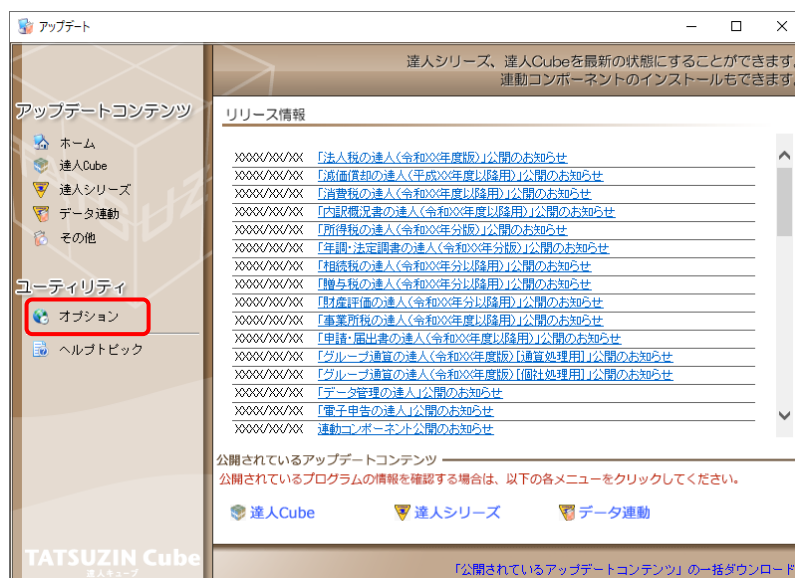 アップデート
達人シリーズ、達人Cubeを最新の状態にすることができます。
連動コンポーネントのインストールもできます。
アップデートコンテンツ
ホーム
達人Cube
達人シリーズ
データ連動
その他
ユーティリティ
オプション
ヘルプトピック
リリース情報
XXXX/XX/XX 「法人税の達人(令和XX年度版)」公開のお知らせ
XXXX/XX/XX 「減価償却の達人(平成XX年度以降用)」公開のお知らせ
XXXX/XX/XX 「消費税の達人(令和XX年度以降用)」公開のお知らせ
XXXX/XX/XX 「内訳概況書の達人(令和XX年度以降用)」公開のお知らせ
XXXX/XX/XX 「所得税の達人(令和XX年分版)」公開のお知らせ
XXXX/XX/XX 「年調・法定調書の達人(令和XX年分版)」公開のお知らせ
XXXX/XX/XX 「相続税の達人(令和XX年分以降用)」公開のお知らせ
XXXX/XX/XX 「贈与税の達人(令和XX年分以降用)」公開のお知らせ
XXXX/XX/XX 「財産評価の達人(令和XX年分以降用)」公開のお知らせ
XXXX/XX/XX 「事業所税の達人(令和XX年度以降用)」公開のお知らせ
XXXX/XX/XX 「申請・届出書の達人(令和XX年度以降用)」公開のお知らせ
XXXX/XX/XX 「グループ通算の達人(令和XX年度版)[通算処理用]」公開のお知らせ
XXXX/XX/XX 「グループ通算の達人(令和XX年度版)[個社処理用]」公開のお知らせ
XXXX/XX/XX 「データ管理の達人」公開のお知らせ
XXXX/XX/XX 「電子申告の達人」公開のお知らせ
XXXX/XX/XX 連動コンポーネント公開のお知らせ
公開されているアップデートコンテンツ
公開されているプログラムの情報を確認する場合は、以下の各メニューをクリックしてください。
達人Cube 達人シリーズ データ連動
TATSUZIN Cube
達人キューブ
「公開されているアップデートコンテンツ」の一括ダウンロード